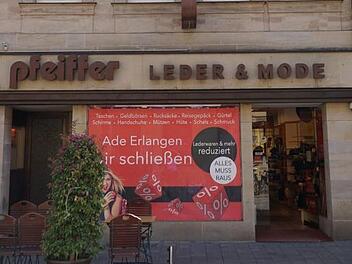 pfeiffer LEDER & MODE
Taschen • Geldbörsen • Rucksäcke • Reisegepäck • Gürtel
Schirme • Handschuhe • Mützen • Hüte • Schals • Schmuck
Ade Erlangen
ir schließen
Lederwaren & mehr
reduziert
ALLES
MUSS
RAUS
% % % %